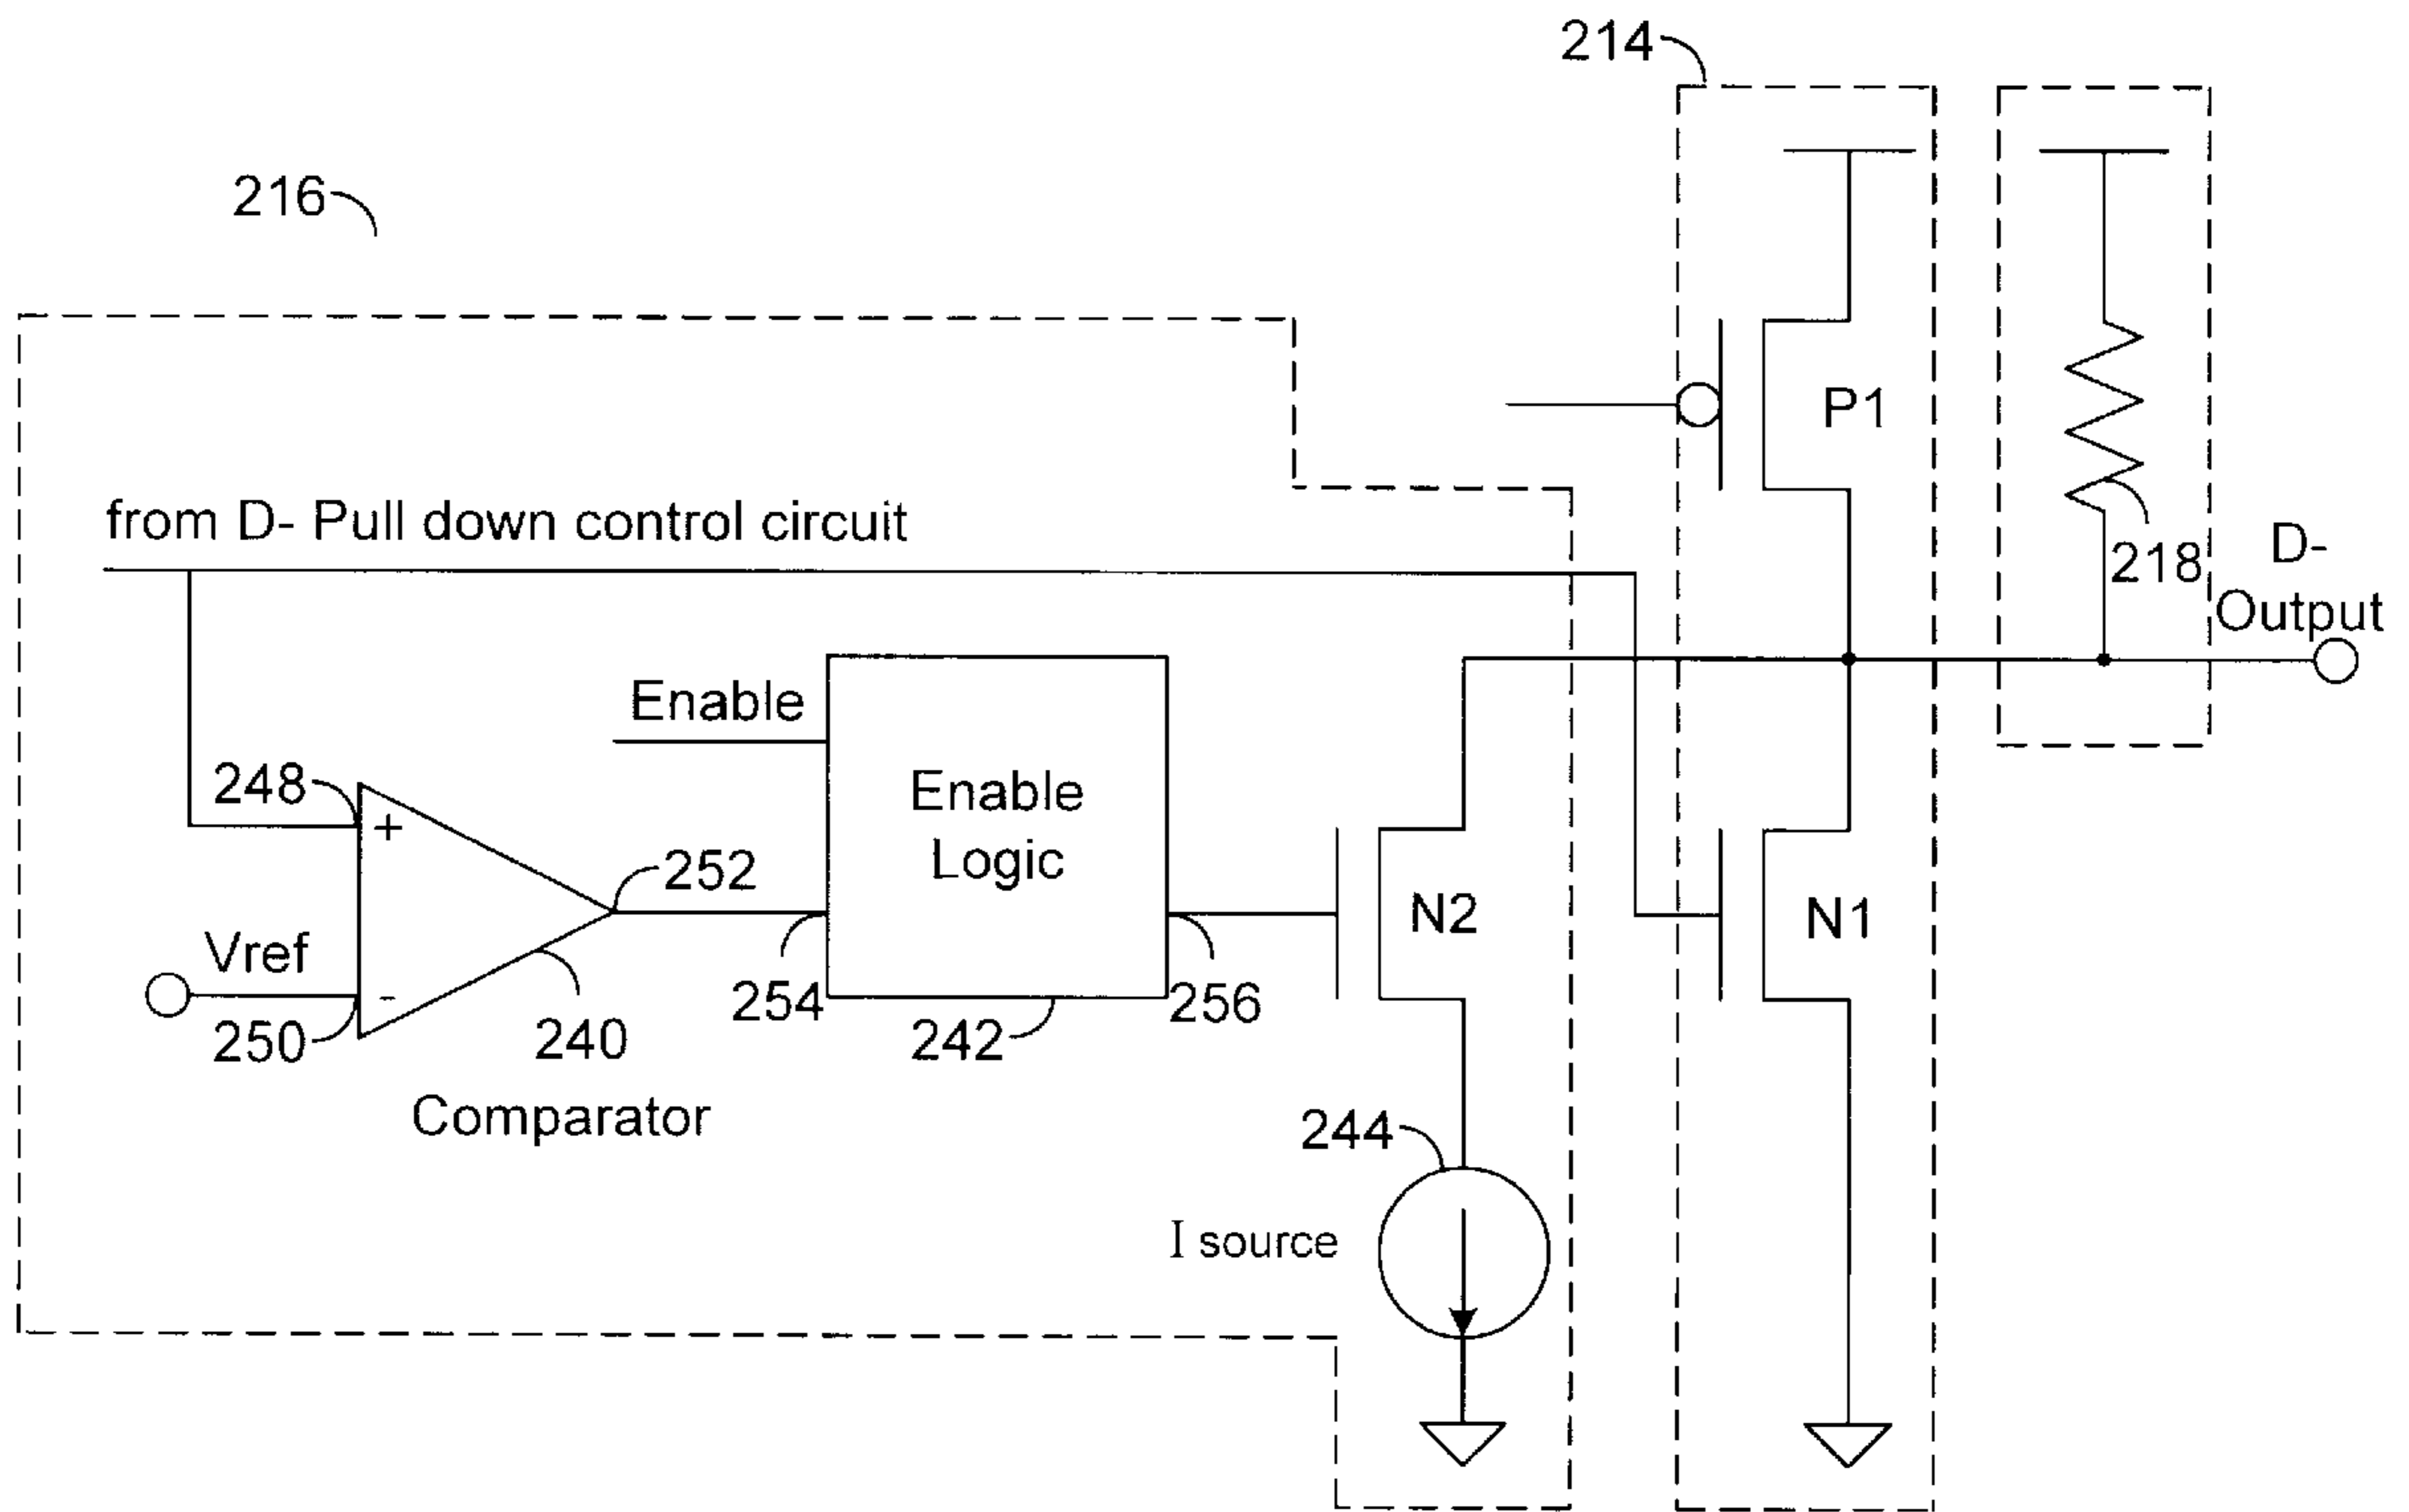 214
216
P1
from D- Pull down control circuit
218
D-
Output
Enable
Enable
Logic
248
+
252
N2
N1
Vref
-
250
240
254
242
256
Comparator
244
I source